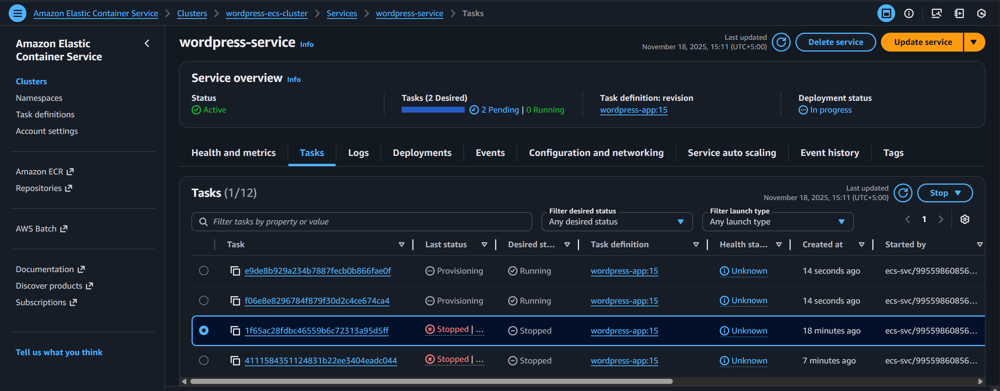 Amazon Elastic Container Service > Clusters > wordpress-ecs-cluster > Services > wordpress-service > Tasks
Amazon Elastic
Container Service
Clusters
Namespaces
Task definitions
Account settings
Amazon ECR
Repositories
AWS Batch
Documentation
Discover products
Subscriptions
Tell us what you think
wordpress-service Info
Last updated
November 18, 2025, 15:11 (UTC+5:00)
Delete service
Update service
Service overview Info
Status
Active
Tasks (2 Desired)
2 Pending | 0 Running
Task definition: revision
wordpress-app:15
Deployment status
In progress
Health and metrics Tasks Logs Deployments Events Configuration and networking Service auto scaling Event history Tags
Tasks (1/12)
Last updated
November 18, 2025, 15:11 (UTC+5:00)
Stop
Filter tasks by property or value
Filter desired status
Any desired status
Filter launch type
Any launch type
1
Task Last status Desired st... Task definition Health sta... Created at Started by
e9de8b929a234b7887fecb0b866fae0f Provisioning Running wordpress-app:15 Unknown 14 seconds ago ecs-svc/99559860856...
f06e8e8296784f879f30d2c4ce674ca4 Provisioning Running wordpress-app:15 Unknown 14 seconds ago ecs-svc/99559860856...
1f65ac28fdbc46559b6c72313a95d5ff Stopped | ... Stopped wordpress-app:15 Unknown 18 minutes ago ecs-svc/99559860856...
4111584351124831b22ee3404eadc044 Stopped | ... Stopped wordpress-app:15 Unknown 7 minutes ago ecs-svc/99559860856...